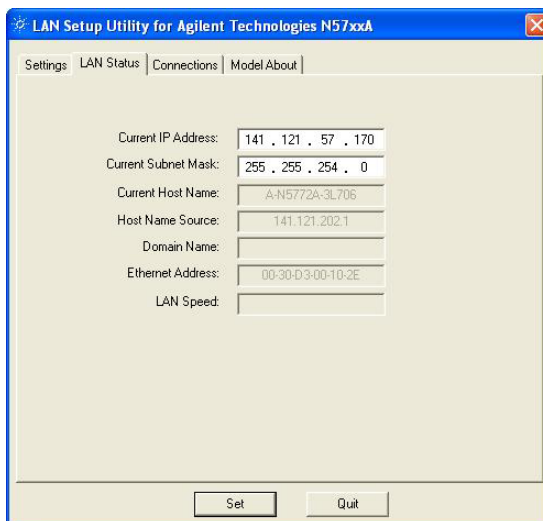 LAN Setup Utility for Agilent Technologies N57xxA
Settings LAN Status Connections Model About
Current IP Address: 141 . 121 . 57 . 170
Current Subnet Mask: 255 . 255 . 254 . 0
Current Host Name: A-N5772A-3L706
Host Name Source: 141.121.202.1
Domain Name:
Ethernet Address: 00-30-D3-00-10-2E
LAN Speed:
Set Quit